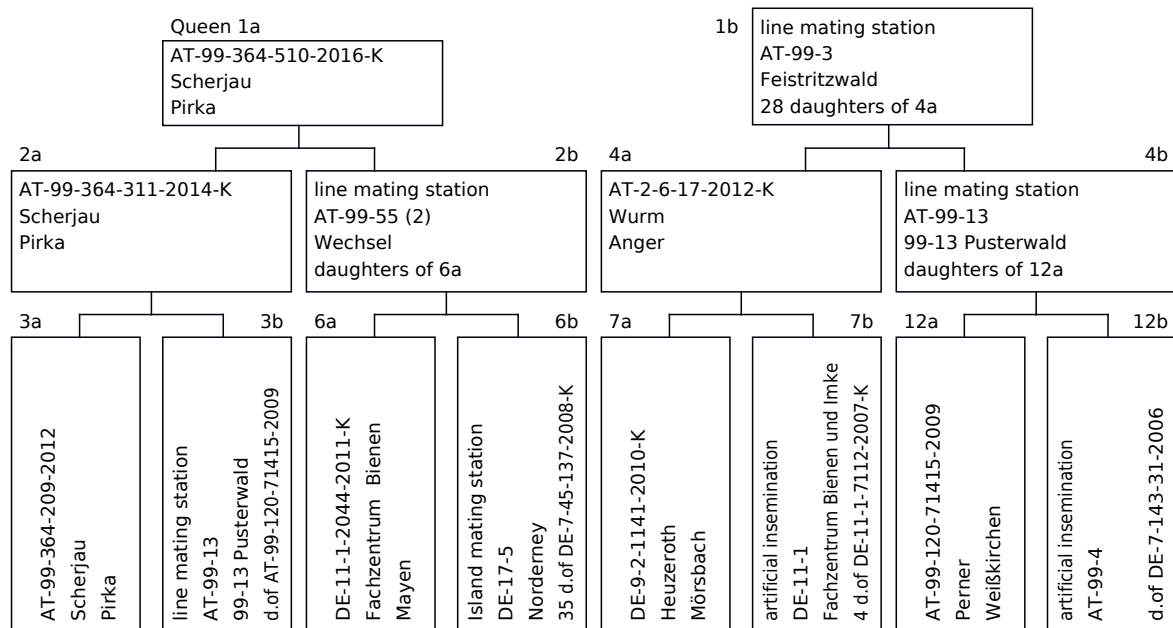 Queen 1a
AT-99-364-510-2016-K
Scherjau
Pirka
1b
line mating station
AT-99-3
Feistritzwald
28 daughters of 4a
2a
AT-99-364-311-2014-K
Scherjau
Pirka
2b
line mating station
AT-99-55 (2)
Wechsel
daughters of 6a
4a
AT-2-6-17-2012-K
Wurm
Anger
4b
line mating station
AT-99-13
99-13 Pusterwald
daughters of 12a
3a
AT-99-364-209-2012
Scherjau
Pirka
3b
line mating station
AT-99-13
99-13 Pusterwald
d.of AT-99-120-71415-2009
6a
DE-11-1-2044-2011-K
Fachzentrum Bienen
Mayen
6b
Island mating station
DE-17-5
Norderney
35 d.of DE-7-45-137-2008-K
7a
DE-9-2-1141-2010-K
Heuzeroth
Mörsbach
7b
artificial insemination
DE-11-1
Fachzentrum Bienen und Imke
4 d.of DE-11-1-7112-2007-K
12a
AT-99-120-71415-2009
Perner
Weißkirchen
12b
artificial insemination
AT-99-4
d.of DE-7-143-31-2006